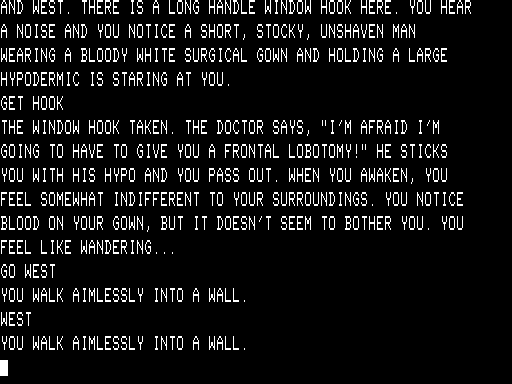 AND WEST. THERE IS A LONG HANDLE WINDOW HOOK HERE. YOU HEAR
A NOISE AND YOU NOTICE A SHORT, STOCKY, UNSHAVEN MAN
WEARING A BLOODY WHITE SURGICAL GOWN AND HOLDING A LARGE
HYPODERMIC IS STARING AT YOU.
GET HOOK
THE WINDOW HOOK TAKEN. THE DOCTOR SAYS, "I'M AFRAID I'M
GOING TO HAVE TO GIVE YOU A FRONTAL LOBOTOMY!" HE STICKS
YOU WITH HIS HYPO AND YOU PASS OUT. WHEN YOU AWAKEN, YOU
FEEL SOMEWHAT INDIFFERENT TO YOUR SURROUNDINGS. YOU NOTICE
BLOOD ON YOUR GOWN, BUT IT DOESN'T SEEM TO BOTHER YOU. YOU
FEEL LIKE WANDERING...
GO WEST
YOU WALK AIMLESSLY INTO A WALL.
WEST
YOU WALK AIMLESSLY INTO A WALL.